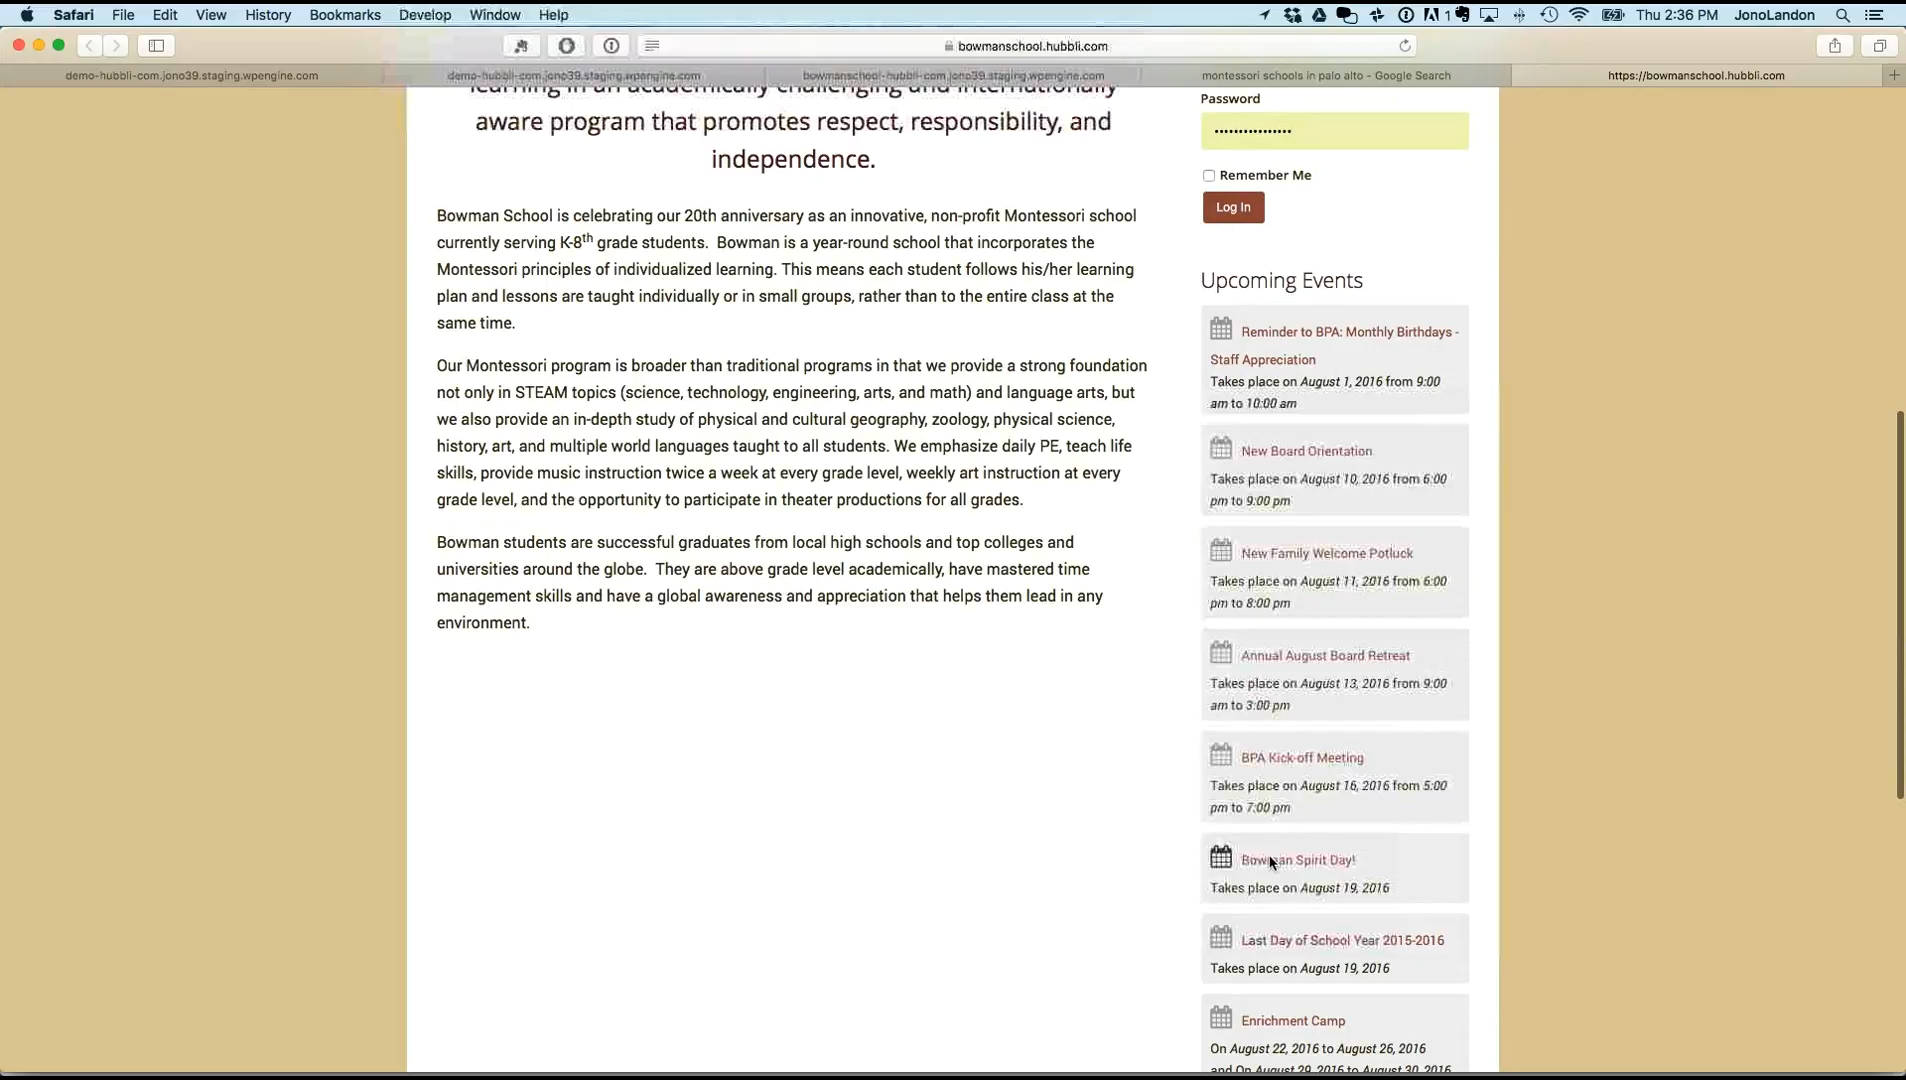 Safari File Edit View History Bookmarks Develop Window Help 1 Thu 2:36 PM JonoLandon
bowmanschool.hubbli.com
demo-hubbli-com.jono39.staging.wpengine.com demo-hubbli-com.jono39.staging.wpengine.com bowmanschool-hubbli-com.jono39.staging.wpengine.com montessori schools in palo alto - Google Search https://bowmanschool.hubbli.com
learning in an academically challenging and internationally
aware program that promotes respect, responsibility, and
independence.
Bowman School is celebrating our 20th anniversary as an innovative, non-profit Montessori school
currently serving K-8th grade students. Bowman is a year-round school that incorporates the
Montessori principles of individualized learning. This means each student follows his/her learning
plan and lessons are taught individually or in small groups, rather than to the entire class at the
same time.
Our Montessori program is broader than traditional programs in that we provide a strong foundation
not only in STEAM topics (science, technology, engineering, arts, and math) and language arts, but
we also provide an in-depth study of physical and cultural geography, zoology, physical science,
history, art, and multiple world languages taught to all students. We emphasize daily PE, teach life
skills, provide music instruction twice a week at every grade level, weekly art instruction at every
grade level, and the opportunity to participate in theater productions for all grades.
Bowman students are successful graduates from local high schools and top colleges and
universities around the globe. They are above grade level academically, have mastered time
management skills and have a global awareness and appreciation that helps them lead in any
environment.
Password
••••••••••••••••
Remember Me
Log In
Upcoming Events
Reminder to BPA: Monthly Birthdays -
Staff Appreciation
Takes place on August 1, 2016 from 9:00
am to 10:00 am
New Board Orientation
Takes place on August 10, 2016 from 6:00
pm to 9:00 pm
New Family Welcome Potluck
Takes place on August 11, 2016 from 6:00
pm to 8:00 pm
Annual August Board Retreat
Takes place on August 13, 2016 from 9:00
am to 3:00 pm
BPA Kick-off Meeting
Takes place on August 16, 2016 from 5:00
pm to 7:00 pm
Bowman Spirit Day!
Takes place on August 19, 2016
Last Day of School Year 2015-2016
Takes place on August 19, 2016
Enrichment Camp
On August 22, 2016 to August 26, 2016
and On August 29, 2016 to August 30, 2016